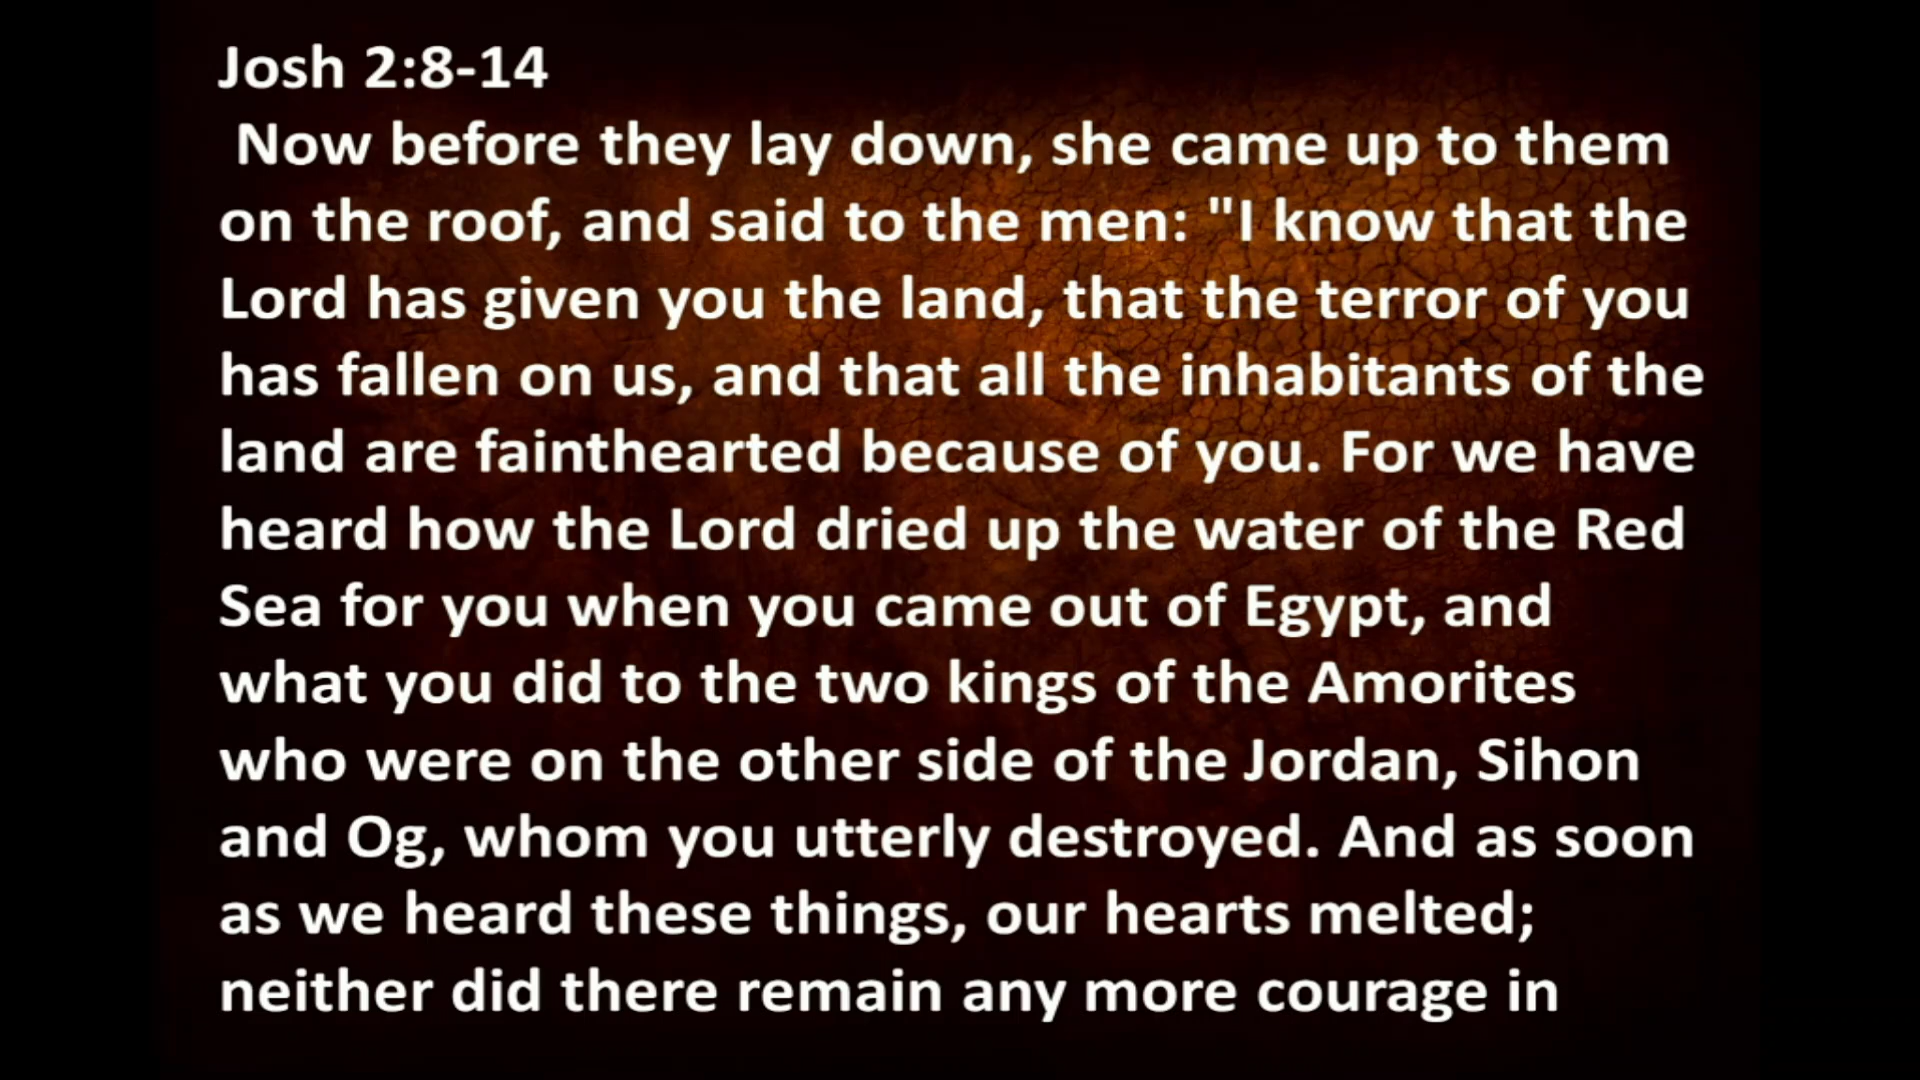 Josh 2:8-14
Now before they lay down, she came up to them
on the roof, and said to the men: "I know that the
Lord has given you the land, that the terror of you
has fallen on us, and that all the inhabitants of the
land are fainthearted because of you. For we have
heard how the Lord dried up the water of the Red
Sea for you when you came out of Egypt, and
what you did to the two kings of the Amorites
who were on the other side of the Jordan, Sihon
and Og, whom you utterly destroyed. And as soon
as we heard these things, our hearts melted;
neither did there remain any more courage in